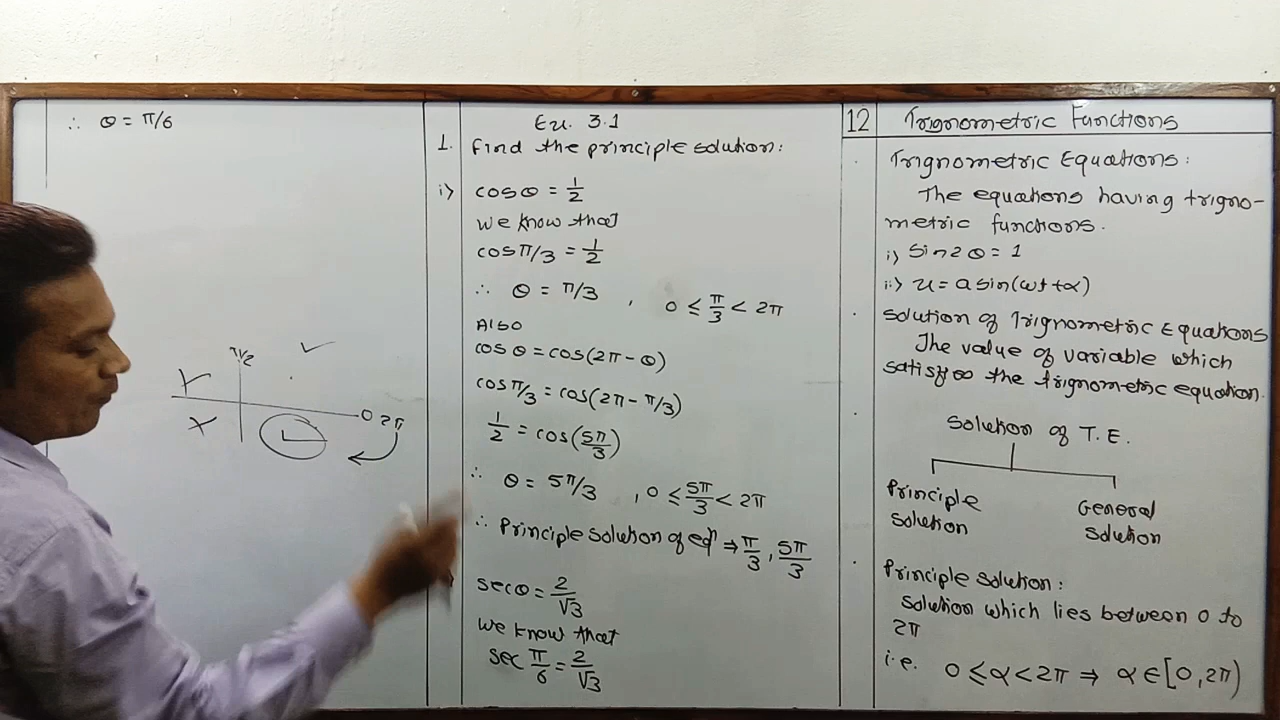 12 Trignometric Functions
Trignometric Equations:
The equations having trigno-
metric functions.
i) sin2θ = 1
ii) x = a sin(ωt + α)
Solution of Trignometric Equations
The value of variable which
the trignometric equation.
Solution of T.E.
Principle
solution
General
solution
Principle solution:
Solution which lies between 0 to
2π
i.e. 0 ≤ α < 2π ⇒ α ∈ [0, 2π)
Ex. 3.1
1. Find the principle solution:
i) cosθ = 1/2
We know that
cos π/3 = 1/2
∴ θ = π/3 , 0 ≤ π/3 < 2π
Also
cosθ = cos(2π - θ)
cos π/3 = cos(2π - π/3)
1/2 = cos(5π/3)
∴ θ = 5π/3 , 0 ≤ 5π/3 < 2π
∴ Principle solution of eqⁿ ⇒ π/3, 5π/3
secθ = 2/√3
We know that
sec π/6 = 2/√3
∴ θ = π/6
π/2
0 2π